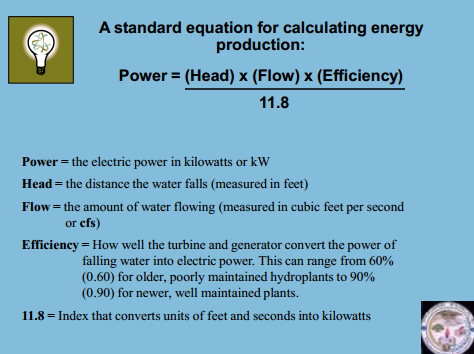 A standard equation for calculating energy
production:
Power = (Head) x (Flow) x (Efficiency)
11.8
Power = the electric power in kilowatts or kW
Head = the distance the water falls (measured in feet)
Flow = the amount of water flowing (measured in cubic feet per second
or cfs)
Efficiency = How well the turbine and generator convert the power of
falling water into electric power. This can range from 60%
(0.60) for older, poorly maintained hydroplants to 90%
(0.90) for newer, well maintained plants.
11.8 = Index that converts units of feet and seconds into kilowatts